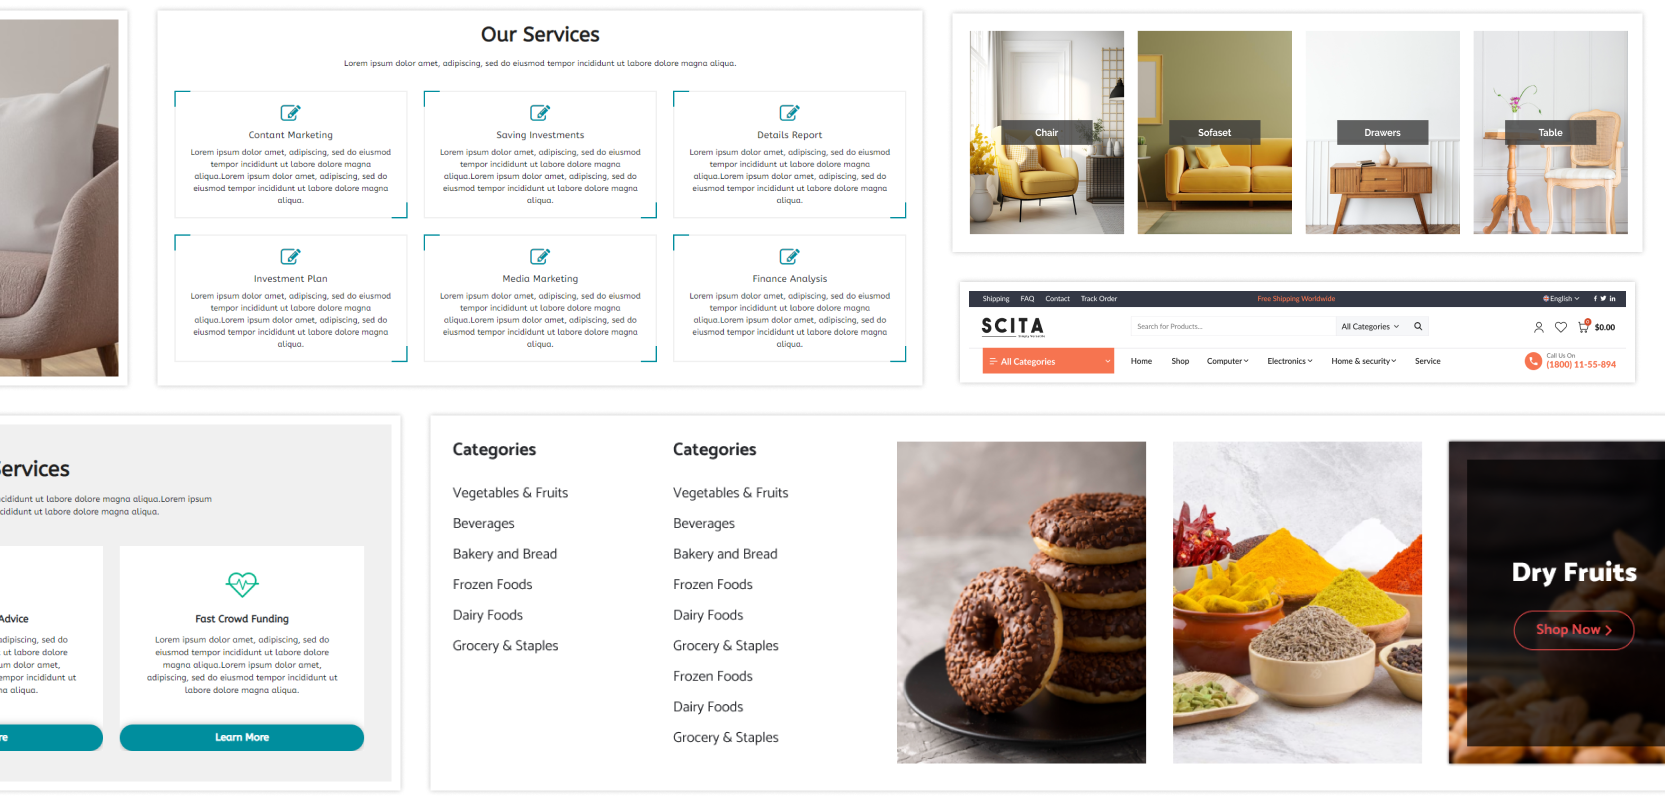 Our Services
Lorem ipsum dolor amet, adipiscing, sed do eiusmod tempor incididunt ut labore dolore magna aliqua.
Contant Marketing
Lorem ipsum dolor amet, adipiscing, sed do eiusmod
tempor incididunt ut labore dolore magna
aliqua.Lorem ipsum dolor amet, adipiscing, sed do
eiusmod tempor incididunt ut labore dolore magna
aliqua.
Saving Investments
Lorem ipsum dolor amet, adipiscing, sed do eiusmod
tempor incididunt ut labore dolore magna
aliqua.Lorem ipsum dolor amet, adipiscing, sed do
eiusmod tempor incididunt ut labore dolore magna
aliqua.
Details Report
Lorem ipsum dolor amet, adipiscing, sed do eiusmod
tempor incididunt ut labore dolore magna
aliqua.Lorem ipsum dolor amet, adipiscing, sed do
eiusmod tempor incididunt ut labore dolore magna
aliqua.
Investment Plan
Lorem ipsum dolor amet, adipiscing, sed do eiusmod
tempor incididunt ut labore dolore magna
aliqua.Lorem ipsum dolor amet, adipiscing, sed do
eiusmod tempor incididunt ut labore dolore magna
aliqua.
Media Marketing
Lorem ipsum dolor amet, adipiscing, sed do eiusmod
tempor incididunt ut labore dolore magna
aliqua.Lorem ipsum dolor amet, adipiscing, sed do
eiusmod tempor incididunt ut labore dolore magna
aliqua.
Finance Analysis
Lorem ipsum dolor amet, adipiscing, sed do eiusmod
tempor incididunt ut labore dolore magna
aliqua.Lorem ipsum dolor amet, adipiscing, sed do
eiusmod tempor incididunt ut labore dolore magna
aliqua.
Chair
Sofaset
Drawers
Table
Shipping FAQ Contact Track Order Free Shipping Worldwide English
SCITA
Search for Products... All Categories 0 $0.00
All Categories Home Shop Computer Electronics Home & security Service
Call Us On
(1800) 11-55-894
ervices
cididunt ut labore dolore magna aliqua.Lorem ipsum
cididunt ut labore dolore magna aliqua.
Advice
adipiscing, sed do
ut labore dolore
um dolor amet,
empor incididunt ut
na aliqua.
re
Fast Crowd Funding
Lorem ipsum dolor amet, adipiscing, sed do
eiusmod tempor incididunt ut labore dolore
magna aliqua.Lorem ipsum dolor amet,
adipiscing, sed do eiusmod tempor incididunt ut
labore dolore magna aliqua.
Learn More
Categories
Vegetables & Fruits
Beverages
Bakery and Bread
Frozen Foods
Dairy Foods
Grocery & Staples
Categories
Vegetables & Fruits
Beverages
Bakery and Bread
Frozen Foods
Dairy Foods
Grocery & Staples
Frozen Foods
Dairy Foods
Grocery & Staples
Dry Fruits
Shop Now